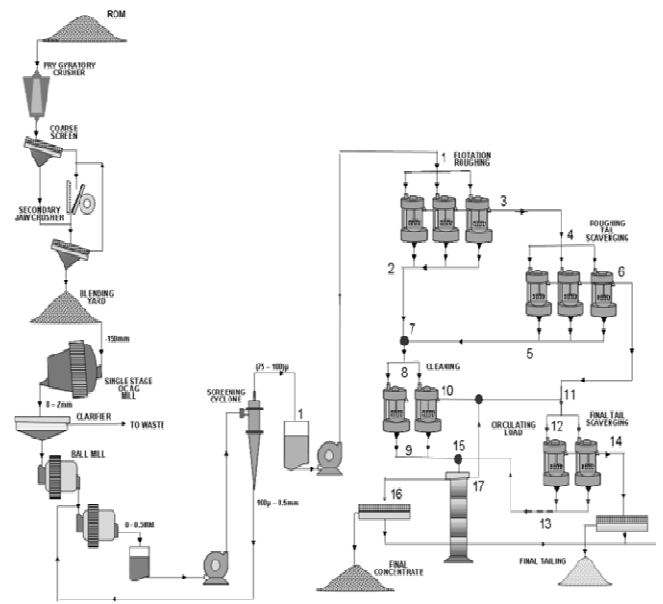 ROM
PRY GYRATORY
CRUSHER
COARSE
SCREEN
SECONDARY
JAW CRUSHER
BLENDING
YARD
-150mm
SINGLE STAGE
MILL
0 - 2mm
CLARIFIER
TO WASTE
BALL MILL
0 - 0.5mm
SCREENING
CYCLONE
(25 - 100µ
1
100µ - 0.5mm
1
FLOTATION
ROUGHING
3
2
4
ROUGHING
TAIL
SCAVENGING
6
5
7
8
CLEANING
10
9
11
CIRCULATING
LOAD
FINAL TAIL
SCAVENGING
12
14
13
15
16
17
FINAL
CONCENTRATE
FINAL TAILING